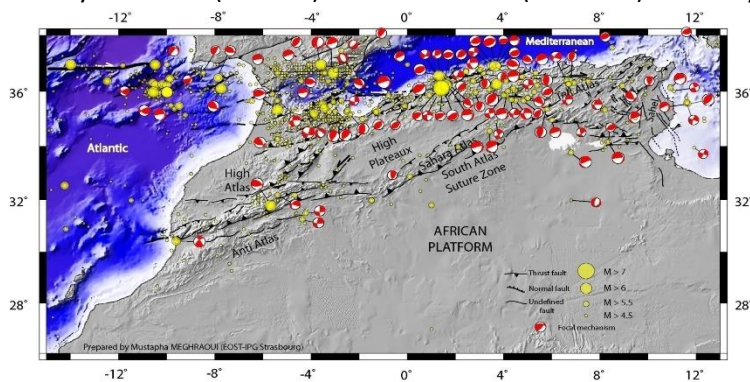 -12° -8° -4° 0° 4° 8° 12°
Mediterranean
36°
36°
Tell Atlas
Sahel
Atlantic
High
Plateaux
Sahara Atlas
High
Atlas
South Atlas
Suture Zone
32°
32°
Anti Atlas
AFRICAN
PLATFORM
Thrust fault
M > 7
Normal fault
M > 6
Undefined
fault
M > 5.5
M > 4.5
28°
28°
Focal mechanism
Prepared by Mustapha MEGHRAOUI (EOST-IPG Strasbourg)
-12° -8° -4° 0° 4° 8° 12°